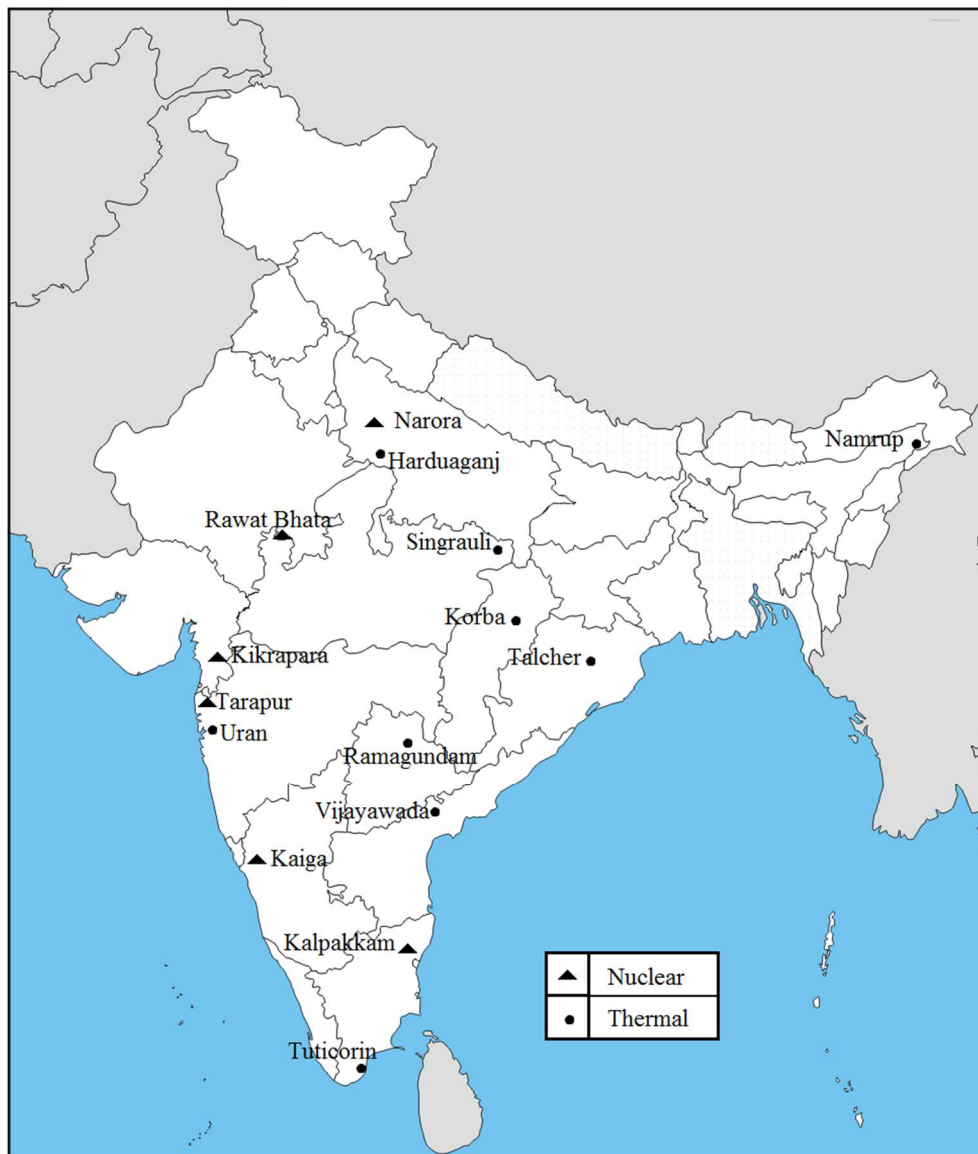 Narora
Namrup
Harduaganj
Rawat Bhata
Singrauli
Korba
Kikrapara
Talcher
Tarapur
Uran
Ramagundam
Vijayawada
Kaiga
Kalpakkam
Nuclear
Thermal
Tuticorin